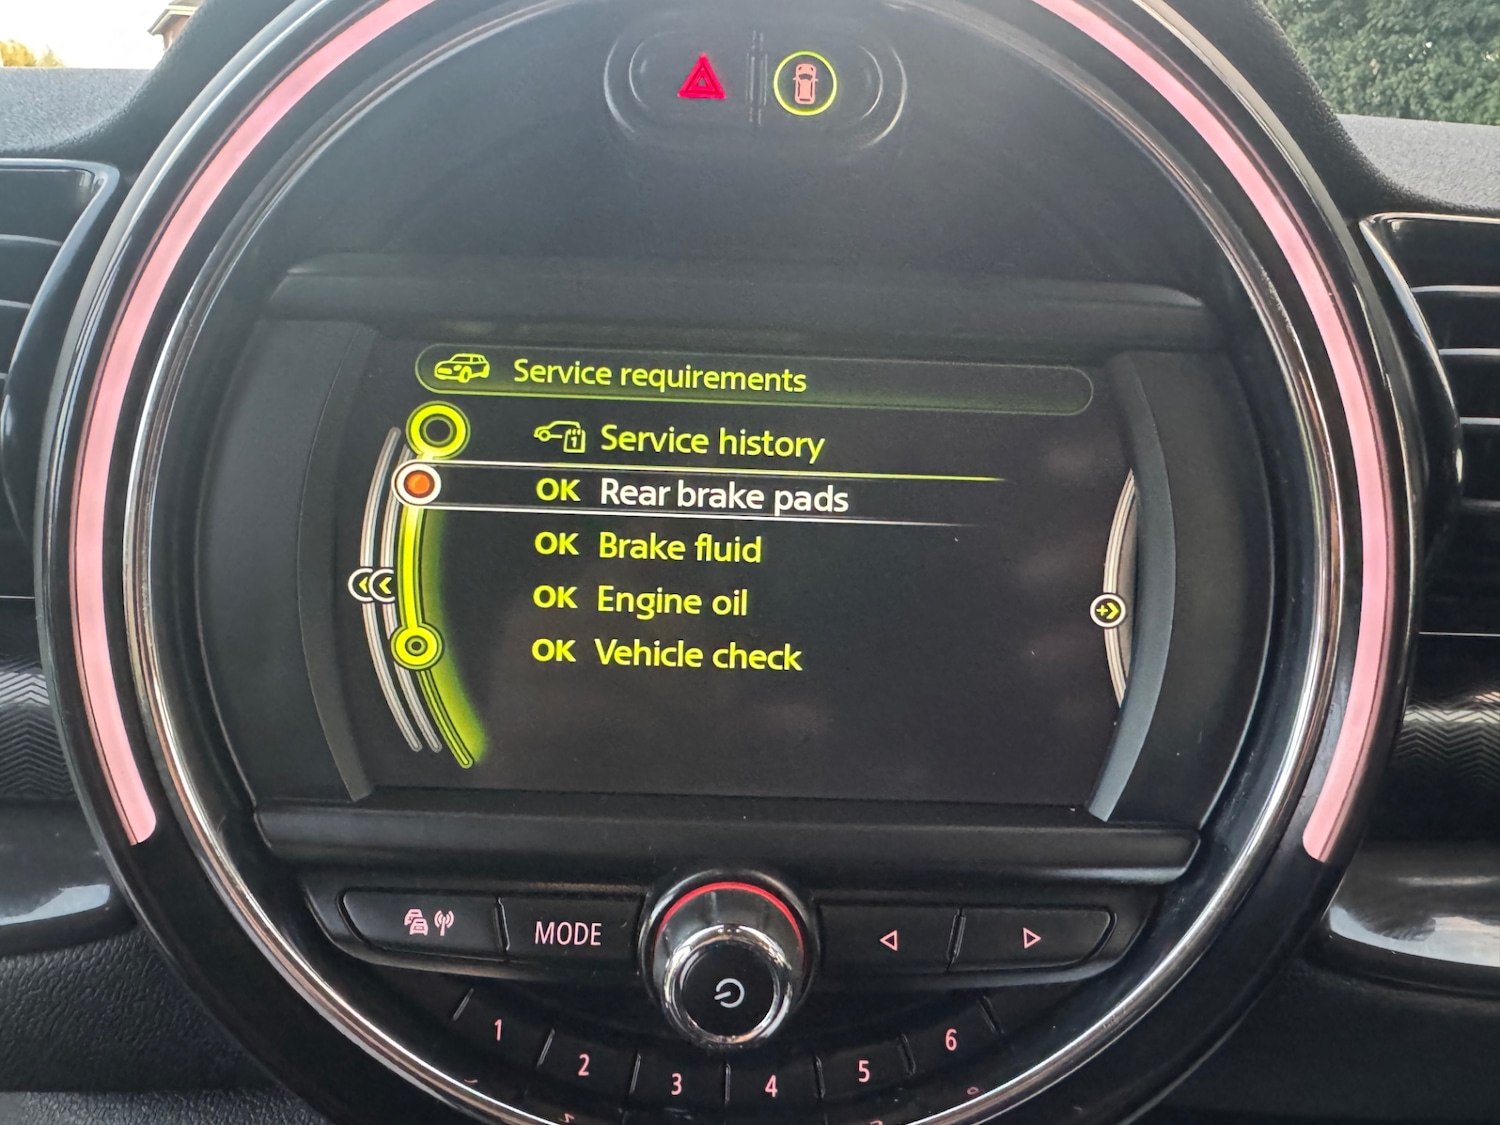 Service requirements
Service history
OK Rear brake pads
OK Brake fluid
OK Engine oil
OK Vehicle check
MODE
1 2 3 4 5 6